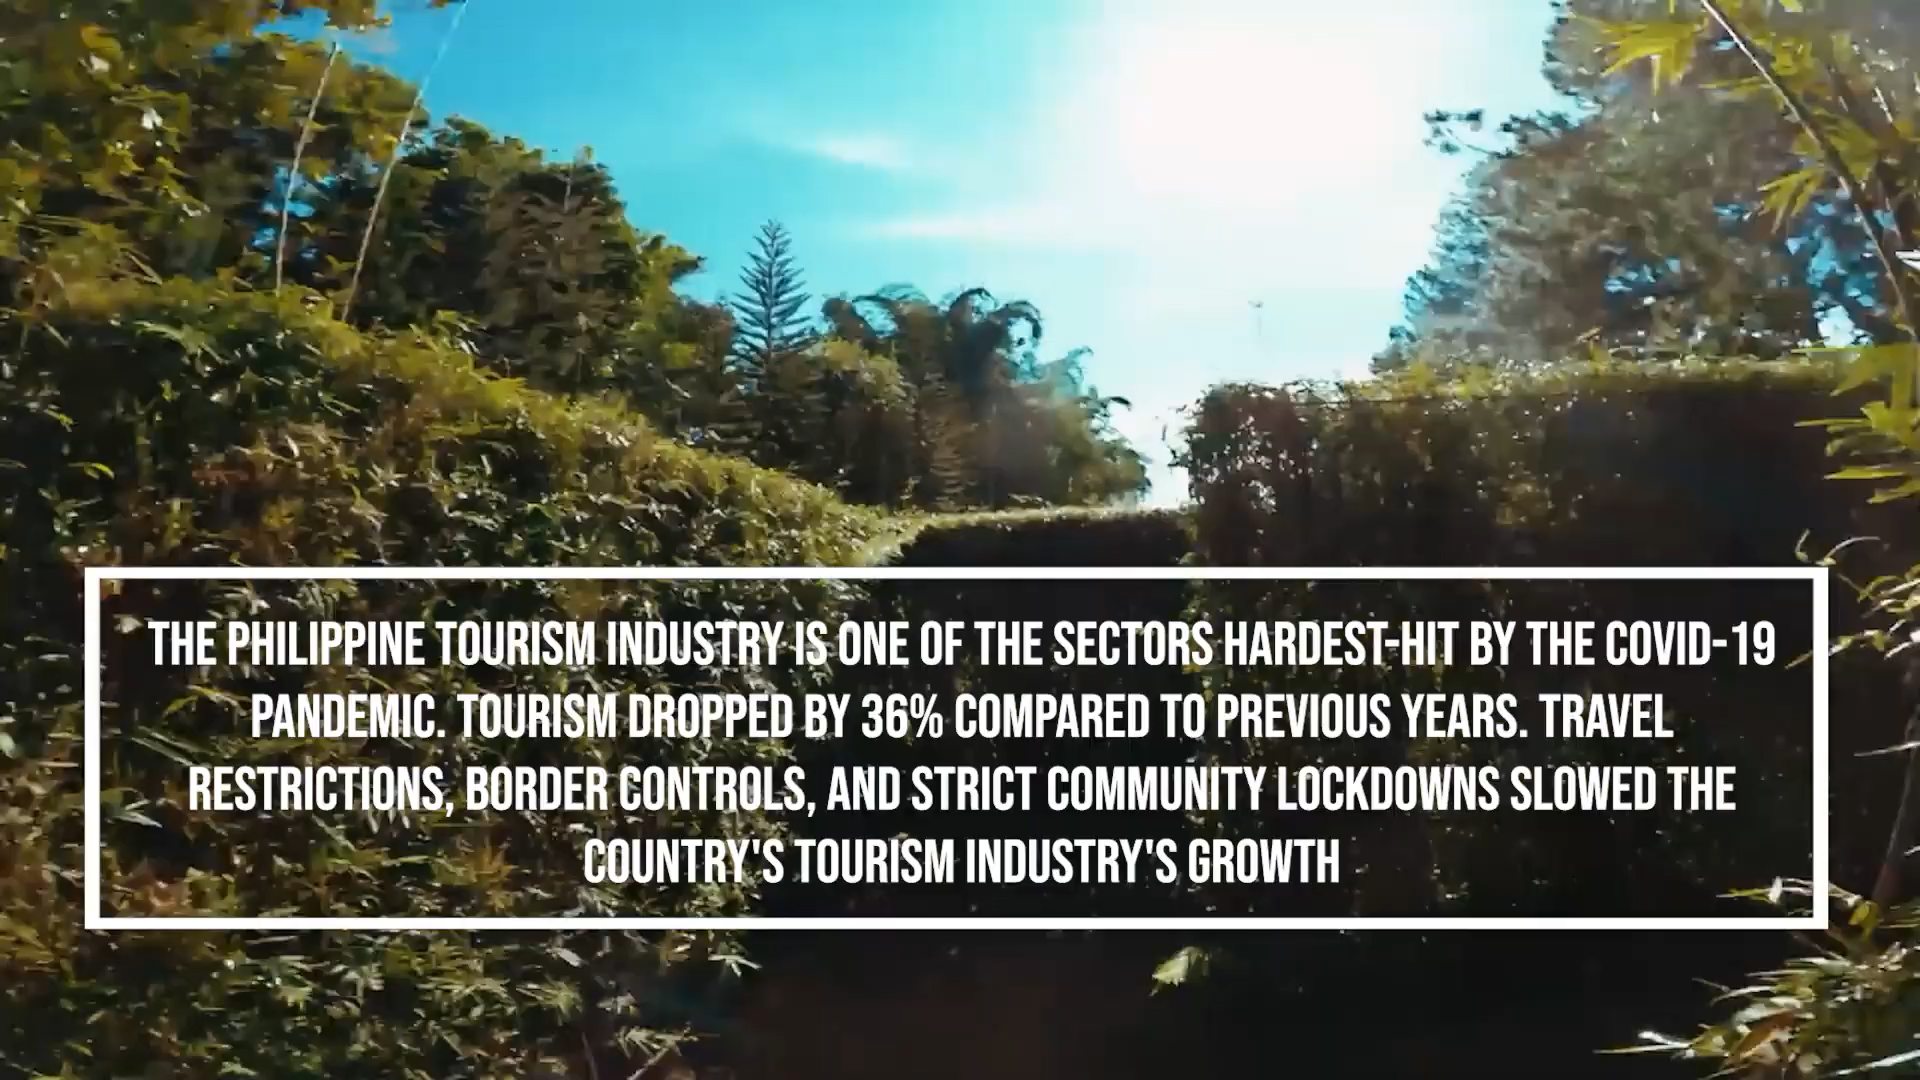 THE PHILIPPINE TOURISM INDUSTRY IS ONE OF THE SECTORS HARDEST-HIT BY THE COVID-19
PANDEMIC. TOURISM DROPPED BY 36% COMPARED TO PREVIOUS YEARS. TRAVEL
RESTRICTIONS, BORDER CONTROLS, AND STRICT COMMUNITY LOCKDOWNS SLOWED THE
COUNTRY'S TOURISM INDUSTRY'S GROWTH